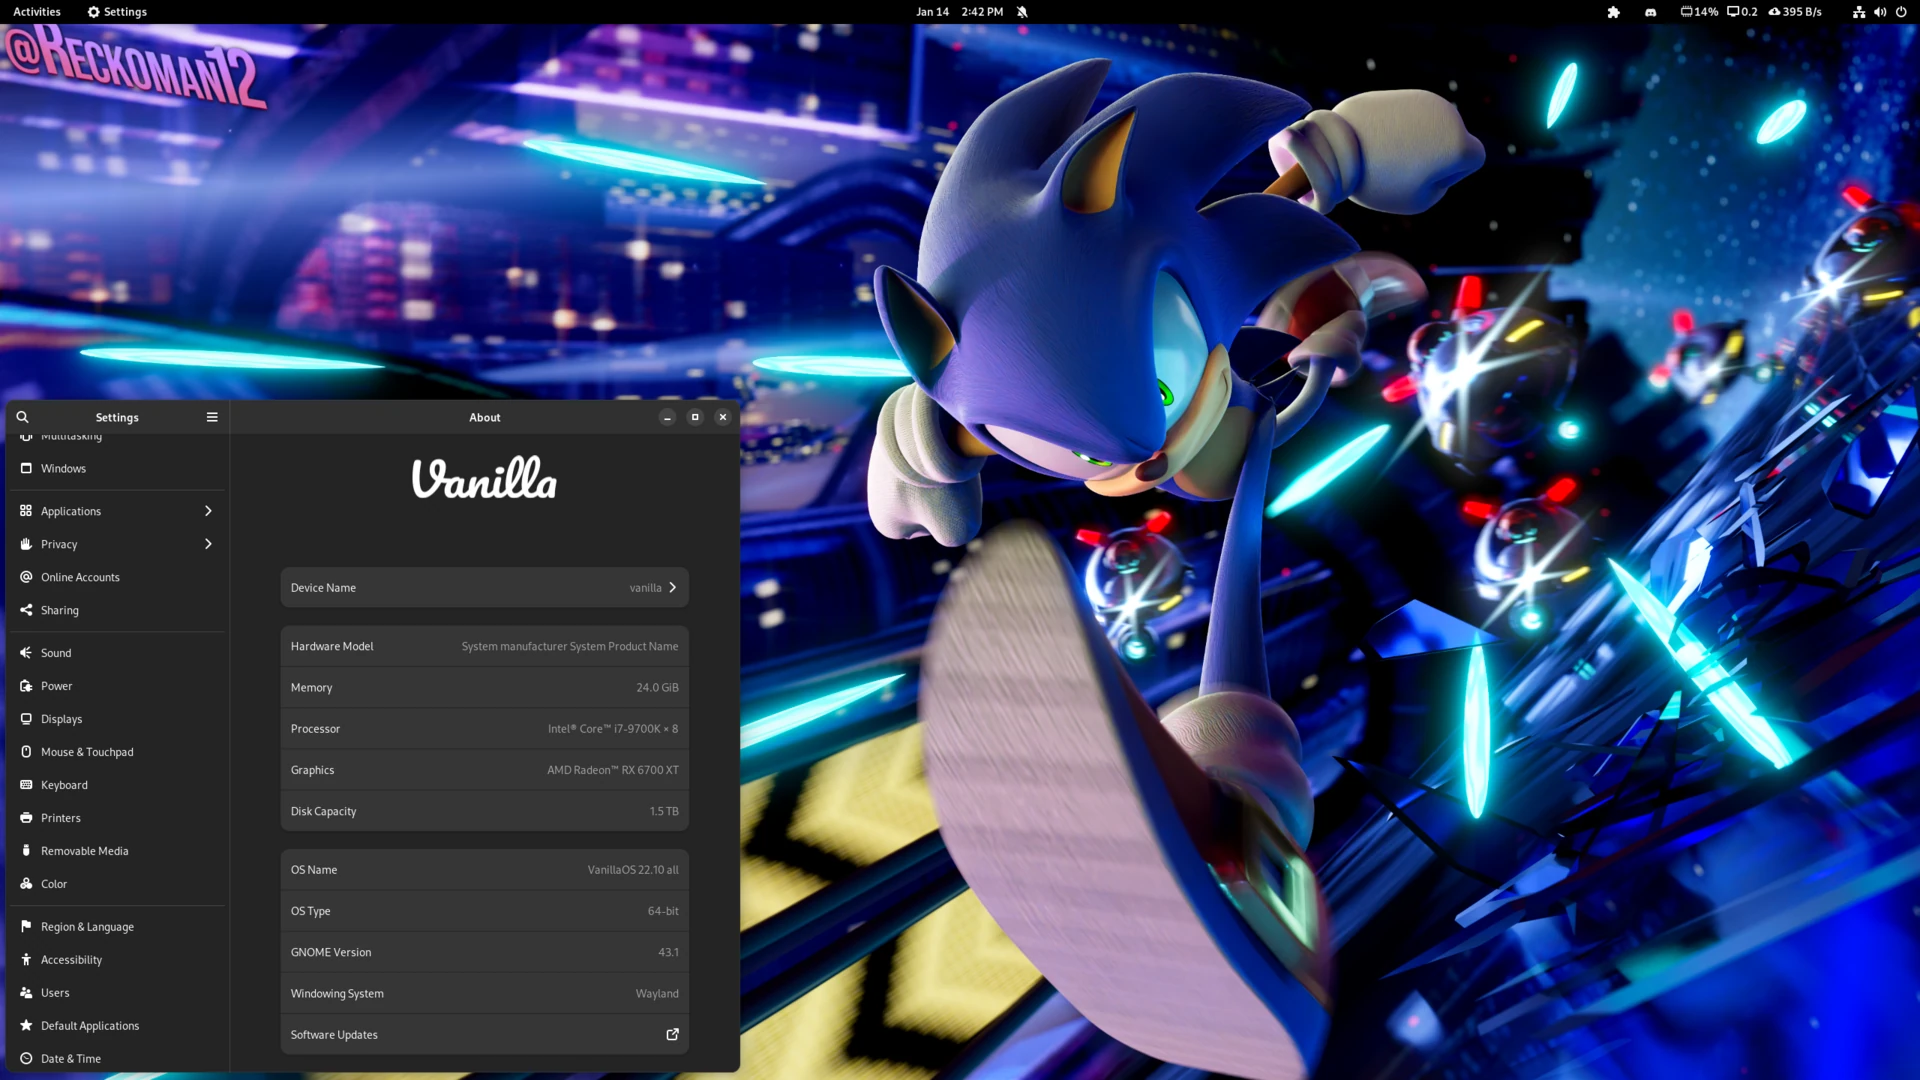 Activities Settings Jan 14 2:42 PM 14% 0.2 395 B/s
@RECKOMAN12
Settings
Multitasking
Windows
Applications
Privacy
Online Accounts
Sharing
Sound
Power
Displays
Mouse & Touchpad
Keyboard
Printers
Removable Media
Color
Region & Language
Accessibility
Users
Default Applications
Date & Time
About
Vanilla
Device Name vanilla
Hardware Model System manufacturer System Product Name
Memory 24.0 GiB
Processor Intel® Core™ i7-9700K × 8
Graphics AMD Radeon™ RX 6700 XT
Disk Capacity 1.5 TB
OS Name VanillaOS 22.10 all
OS Type 64-bit
GNOME Version 43.1
Windowing System Wayland
Software Updates